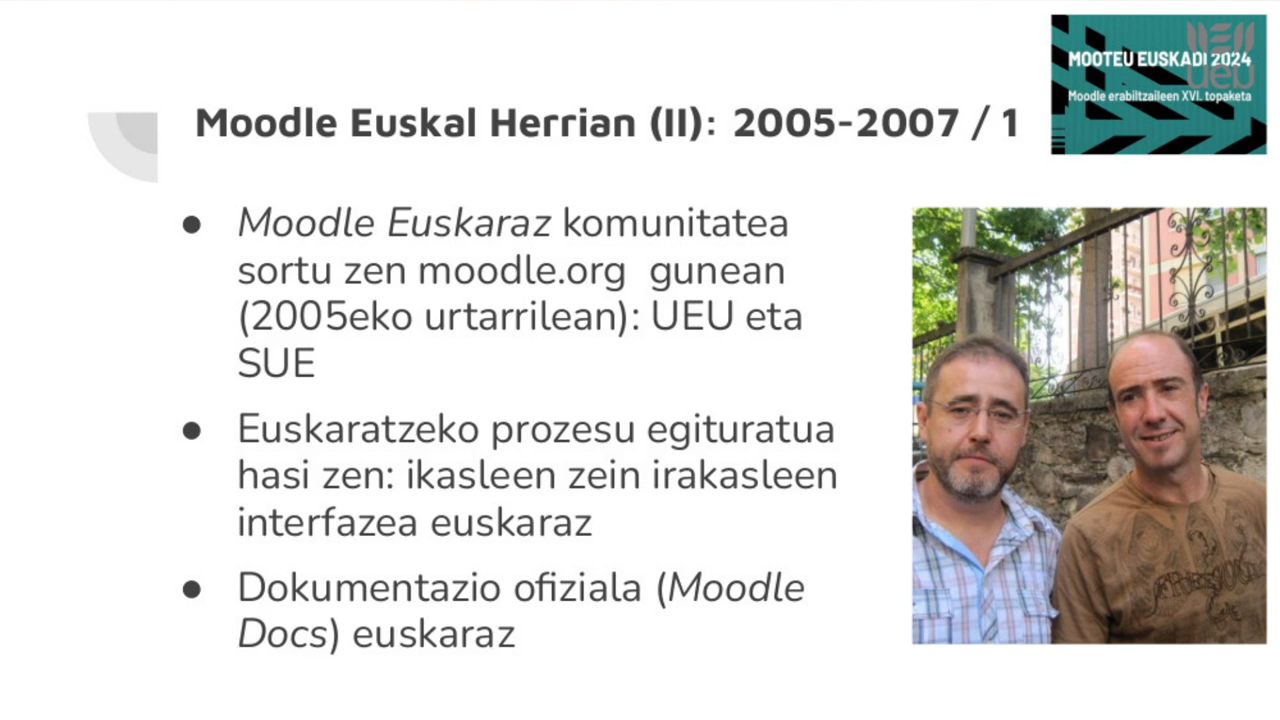 MOOTEU EUSKADI 2024
Moodle erabiltzaileen XVI. topaketa
ueu
Moodle Euskal Herrian (II): 2005-2007 / 1
● Moodle Euskaraz komunitatea
sortu zen moodle.org gunean
(2005eko urtarrilean): UEU eta
SUE
● Euskaratzeko prozesu egituratua
hasi zen: ikasleen zein irakasleen
interfazea euskaraz
● Dokumentazio ofiziala (Moodle
Docs) euskaraz